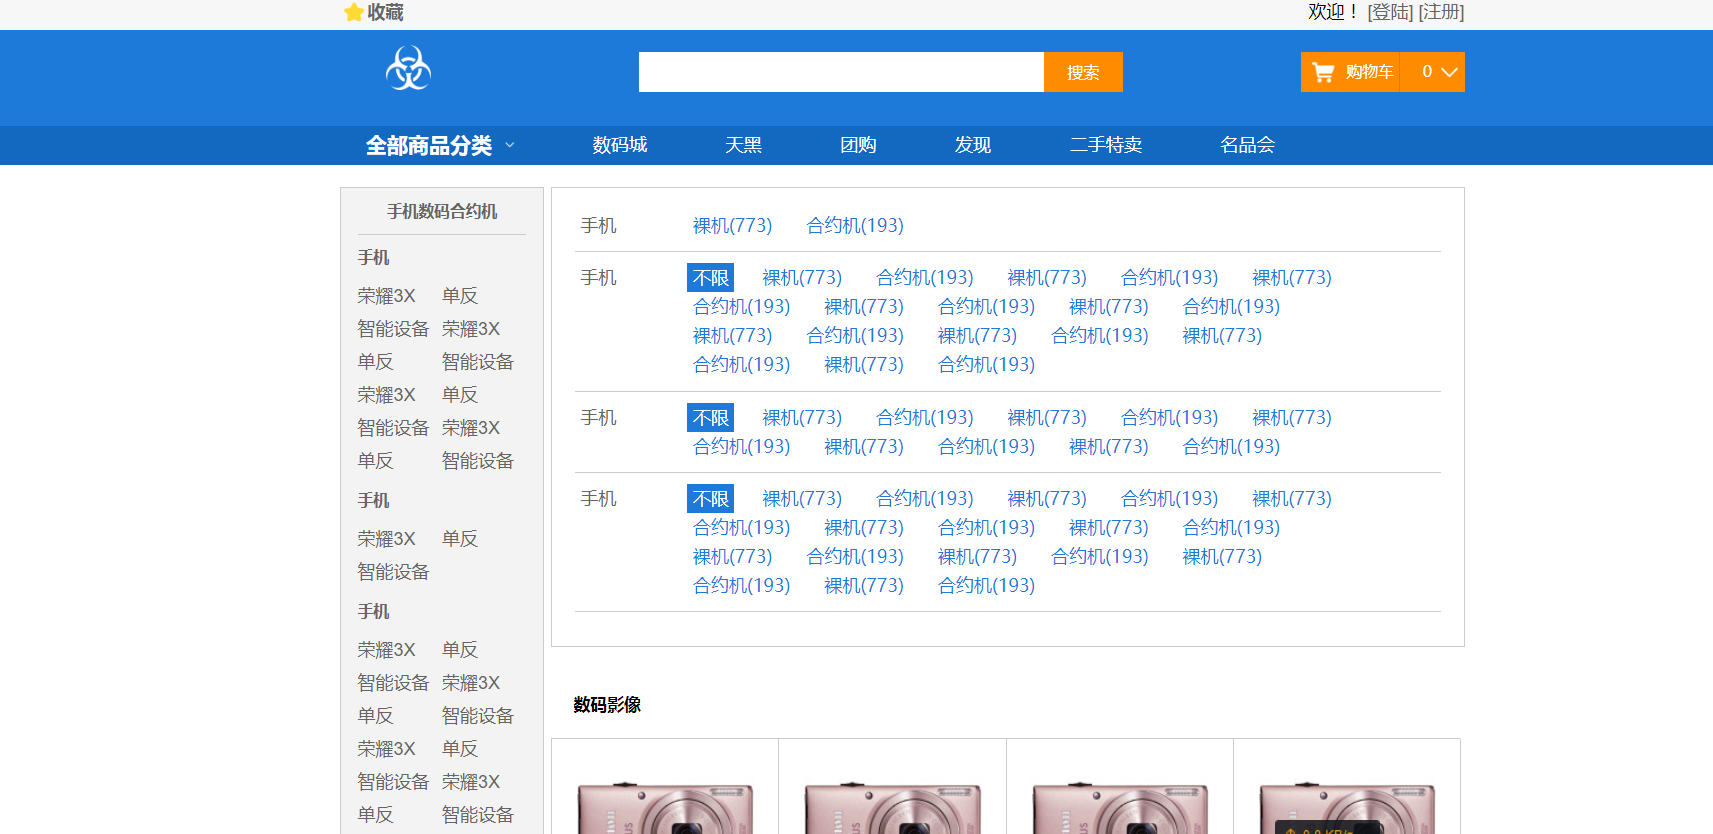 收藏
欢迎！ [登陆] [注册]
搜索
购物车 0
全部商品分类 数码城 天黑 团购 发现 二手特卖 名品会
手机数码合约机
手机
荣耀3X 单反
智能设备 荣耀3X
单反 智能设备
荣耀3X 单反
智能设备 荣耀3X
单反 智能设备
手机
荣耀3X 单反
智能设备
手机
荣耀3X 单反
智能设备 荣耀3X
单反 智能设备
荣耀3X 单反
智能设备 荣耀3X
单反 智能设备
手机 裸机(773) 合约机(193)
手机 不限 裸机(773) 合约机(193) 裸机(773) 合约机(193) 裸机(773)
合约机(193) 裸机(773) 合约机(193) 裸机(773) 合约机(193)
裸机(773) 合约机(193) 裸机(773) 合约机(193) 裸机(773)
合约机(193) 裸机(773) 合约机(193)
手机 不限 裸机(773) 合约机(193) 裸机(773) 合约机(193) 裸机(773)
合约机(193) 裸机(773) 合约机(193) 裸机(773) 合约机(193)
手机 不限 裸机(773) 合约机(193) 裸机(773) 合约机(193) 裸机(773)
合约机(193) 裸机(773) 合约机(193) 裸机(773) 合约机(193)
裸机(773) 合约机(193) 裸机(773) 合约机(193) 裸机(773)
合约机(193) 裸机(773) 合约机(193)
数码影像